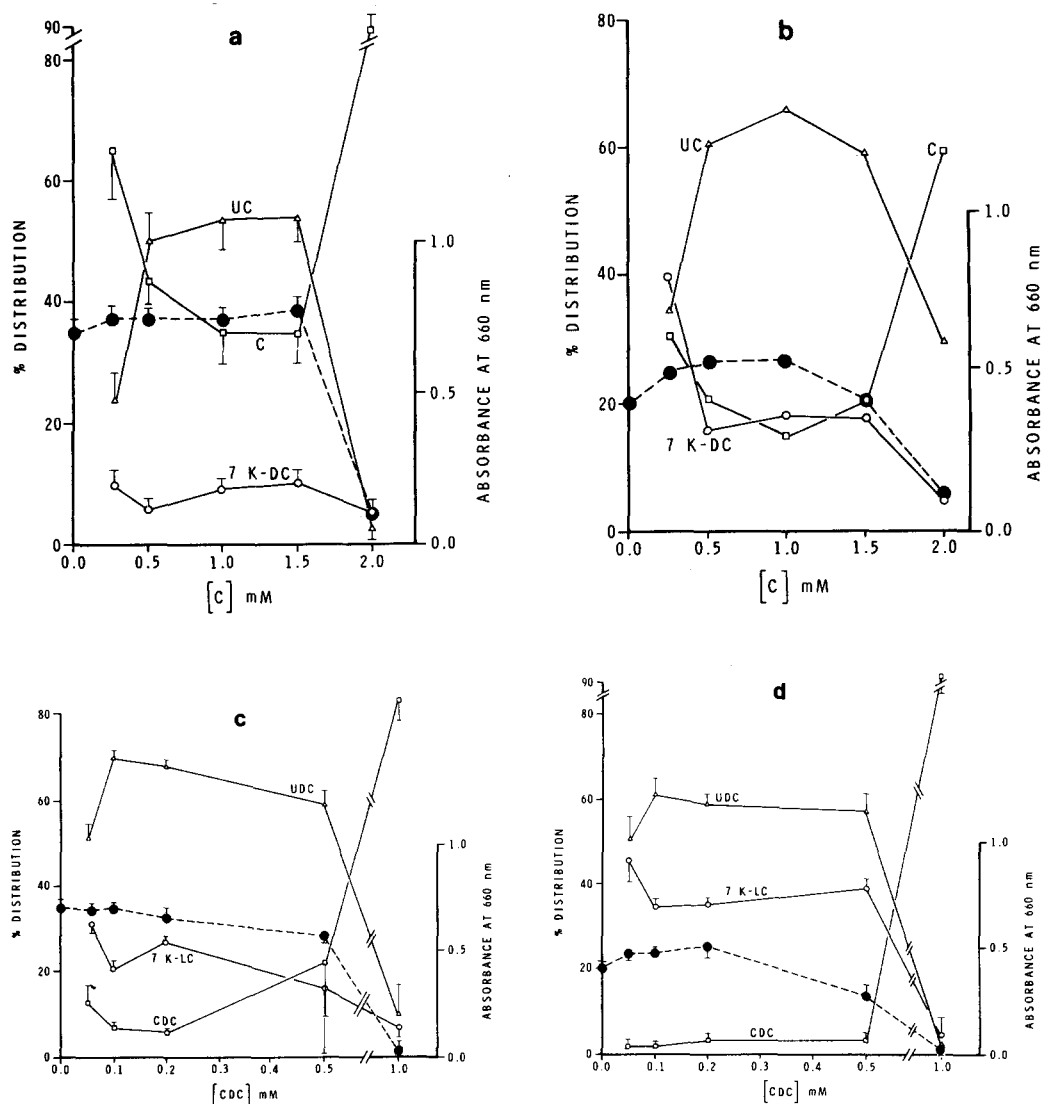 a
90
80
60
40
20
0
% DISTRIBUTION
UC
C
7 K-DC
1.0
0.5
0.0
ABSORBANCE AT 660 nm
0.0 0.5 1.0 1.5 2.0
[C] mM
b
80
60
40
20
0
% DISTRIBUTION
UC
C
7 K-DC
1.0
0.5
0.0
ABSORBANCE AT 660 nm
0.0 0.5 1.0 1.5 2.0
[C] mM
c
80
60
40
20
0
% DISTRIBUTION
UDC
7 K-LC
CDC
1.0
0.5
0.0
ABSORBANCE AT 660 nm
0.0 0.1 0.2 0.3 0.4 0.5 1.0
[CDC] mM
d
90
80
60
40
20
0
% DISTRIBUTION
UDC
7 K-LC
CDC
1.0
0.5
0.0
ABSORBANCE AT 660 nm
0.0 0.1 0.2 0.3 0.4 0.5 1.0
[CDC] mM